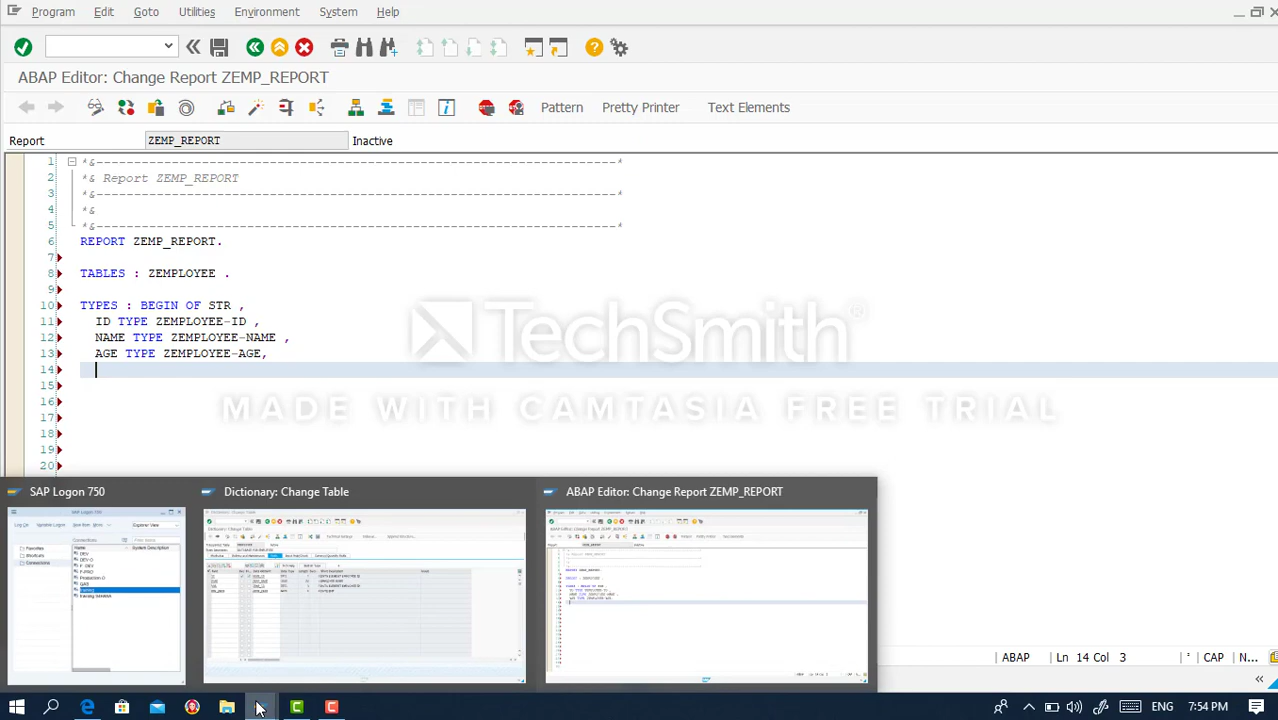 Program Edit Goto Utilities Environment System Help
ABAP Editor: Change Report ZEMP_REPORT
Pattern Pretty Printer Text Elements
Report ZEMP_REPORT Inactive
1 *&---------------------------------------------------------------------*
2 *& Report ZEMP_REPORT
3 *&---------------------------------------------------------------------*
4 *&
5 *&---------------------------------------------------------------------*
6 REPORT ZEMP_REPORT.
7
8 TABLES : ZEMPLOYEE .
9
10 TYPES : BEGIN OF STR ,
11 ID TYPE ZEMPLOYEE-ID ,
12 NAME TYPE ZEMPLOYEE-NAME ,
13 AGE TYPE ZEMPLOYEE-AGE,
14
15
16
17
18
19
20
TechSmith®
MADE WITH CAMTASIA FREE TRIAL
SAP Logon 750 Dictionary: Change Table ABAP Editor: Change Report ZEMP_REPORT
ABAP Ln 14 Col 3 * CAP N...
ENG 7:54 PM